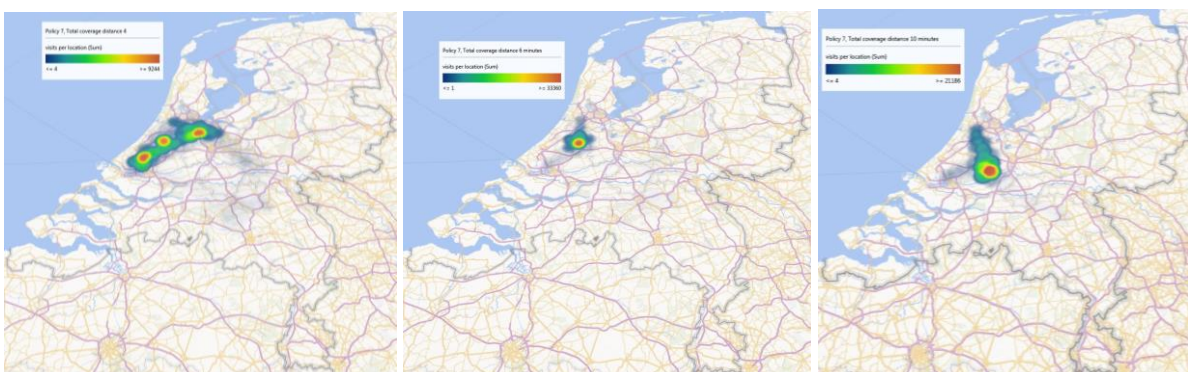 Policy 7, Total coverage distance 4
visits per location (Sum)
<= 4 >= 9244
Policy 7, Total coverage distance 6 minutes
visits per location (Sum)
<= 1 >= 33360
Policy 7, Total coverage distance 10 minutes
visits per location (Sum)
<= 4 >= 21186